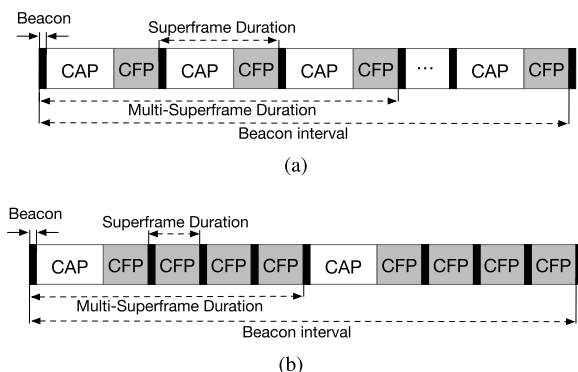 Beacon
Superframe Duration
CAP CFP CAP CFP CAP CFP ... CAP CFP
Multi-Superframe Duration
Beacon interval
(a)
Beacon
Superframe Duration
CAP CFP CFP CFP CFP CAP CFP CFP CFP CFP
Multi-Superframe Duration
Beacon interval
(b)